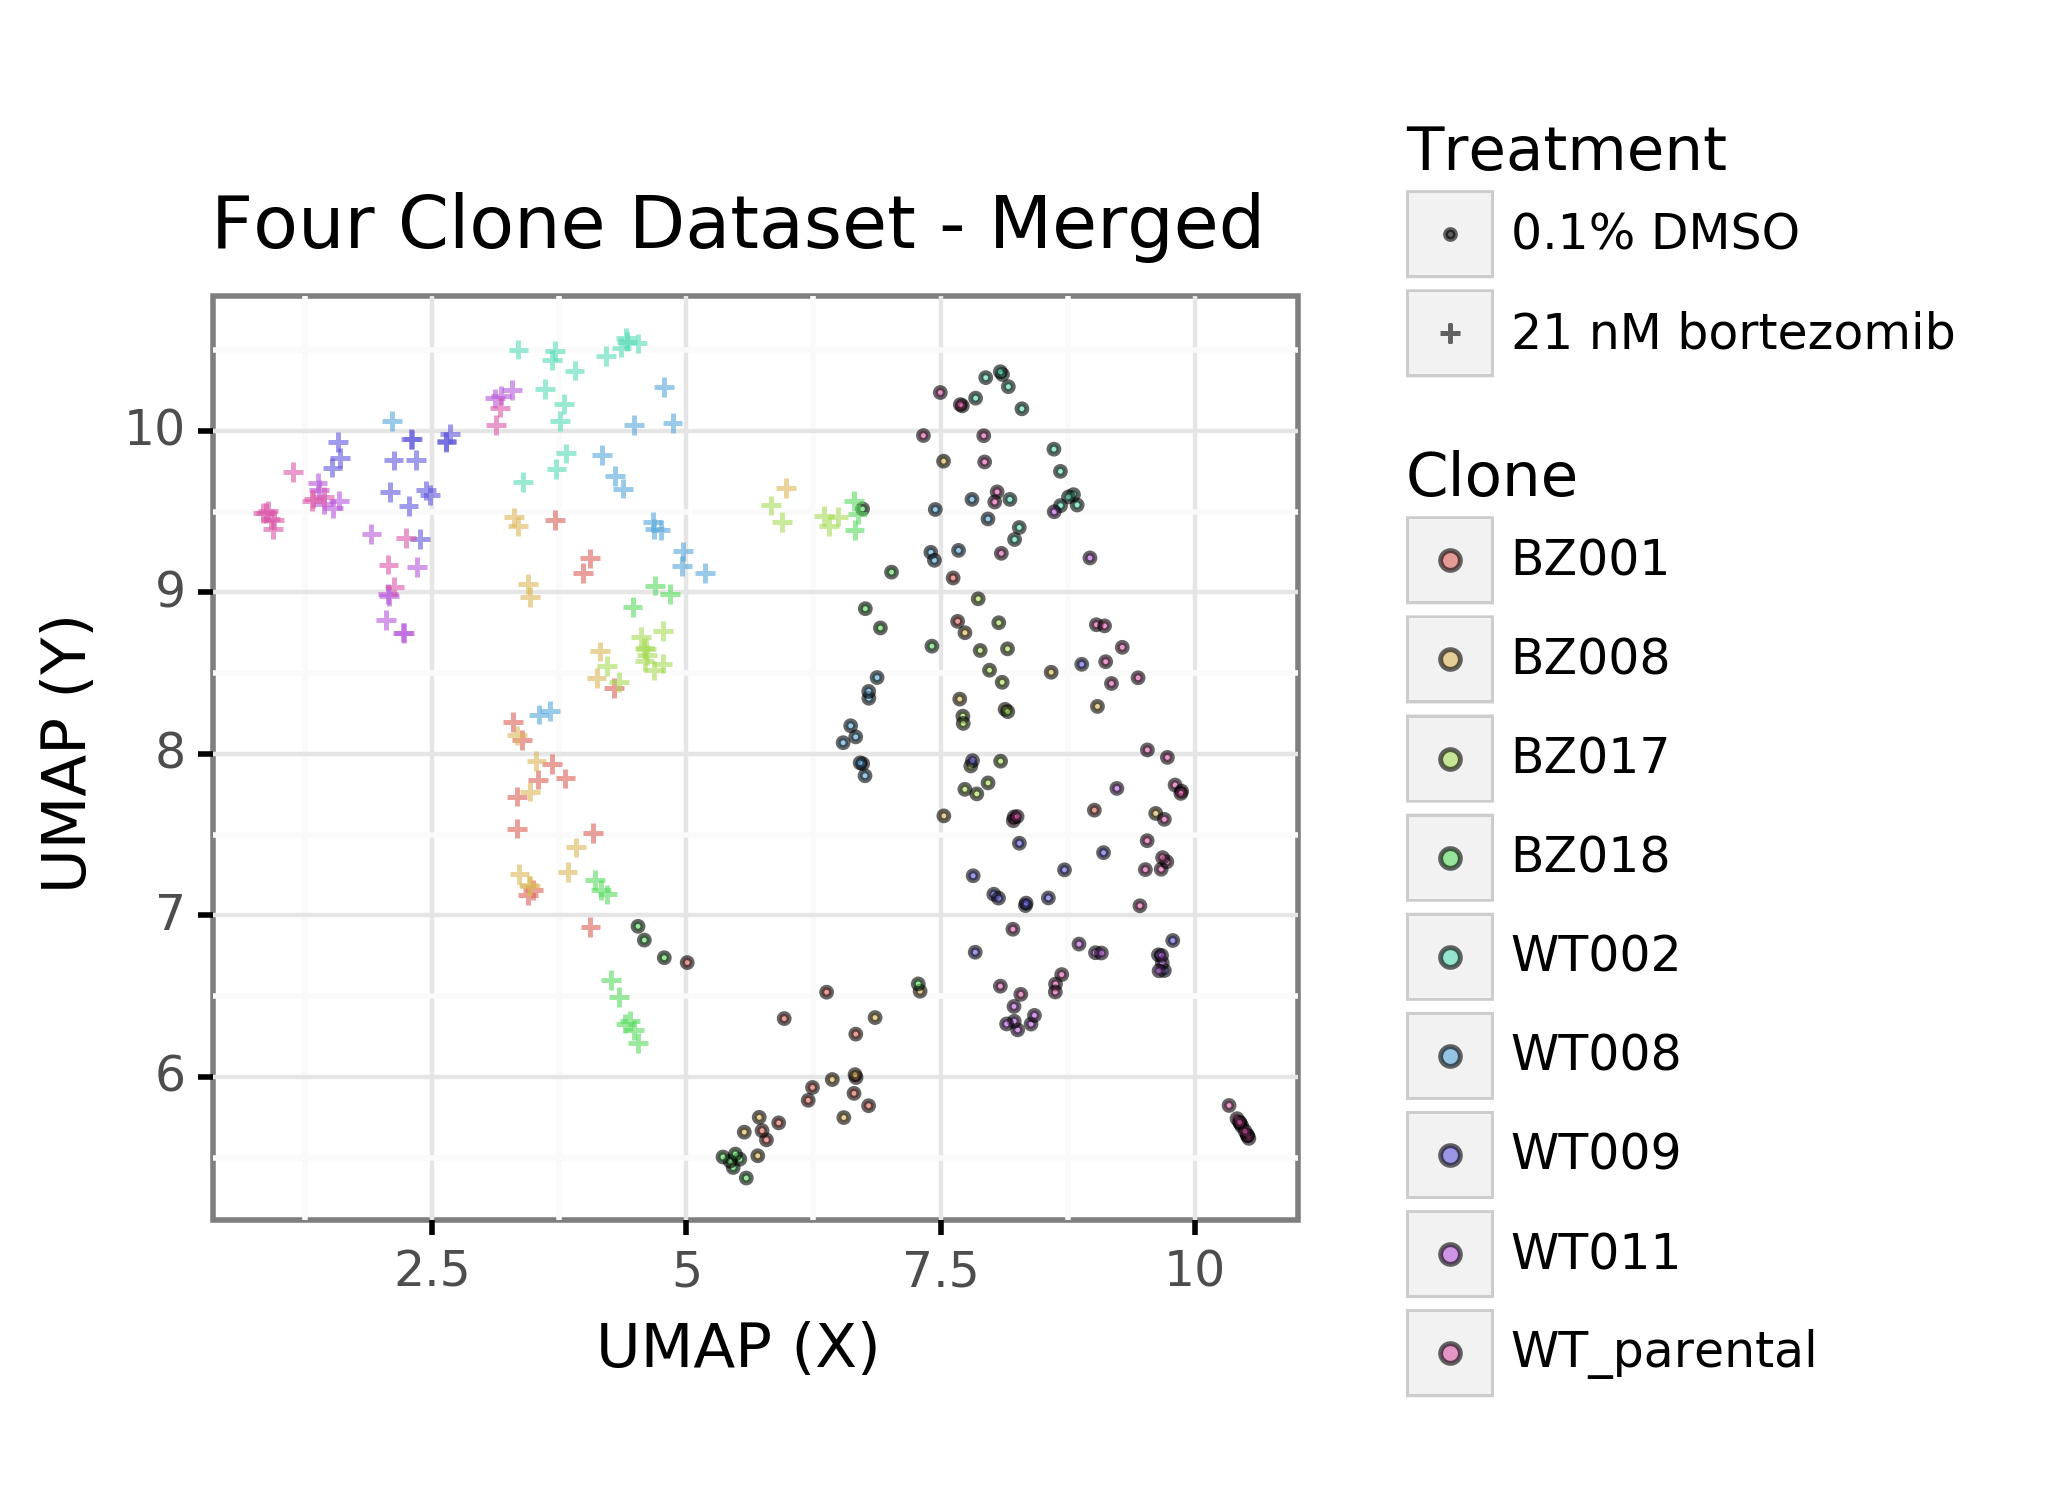 Four Clone Dataset - Merged
10
9
8
7
6
UMAP (Y)
2.5 5 7.5 10
UMAP (X)
Treatment
0.1% DMSO
21 nM bortezomib
Clone
BZ001
BZ008
BZ017
BZ018
WT002
WT008
WT009
WT011
WT_parental